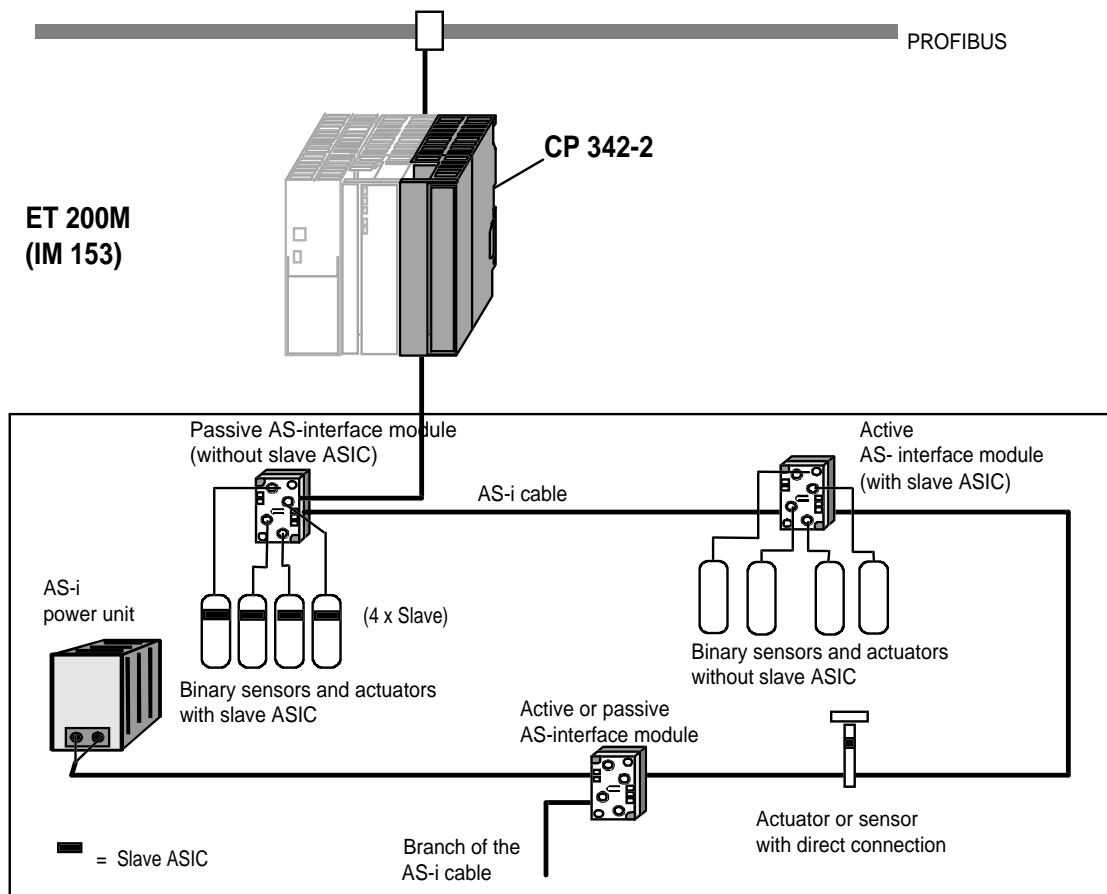 PROFIBUS
CP 342-2
ET 200M
(IM 153)
Passive AS-interface module
(without slave ASIC)
Active
AS- interface module
(with slave ASIC)
AS-i cable
AS-i
power unit
(4 x Slave)
Binary sensors and actuators
with slave ASIC
Binary sensors and actuators
without slave ASIC
Active or passive
AS-interface module
Actuator or sensor
with direct connection
Branch of the
AS-i cable
= Slave ASIC